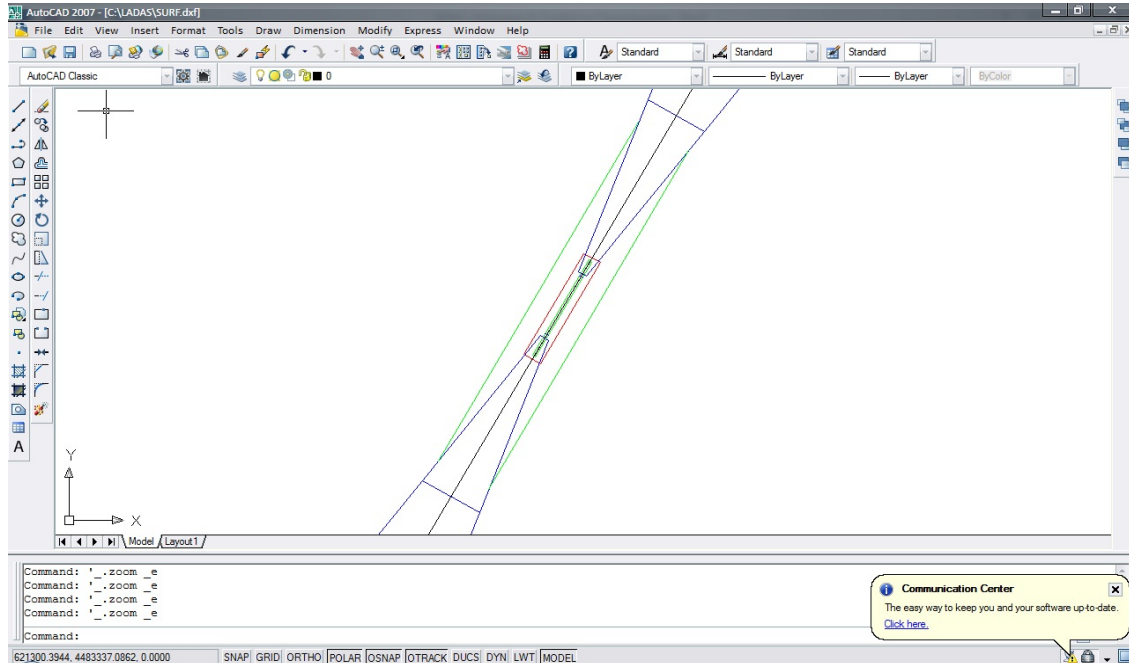 AutoCAD 2007 - [C:\LADAS\SURF.dxf]
File Edit View Insert Format Tools Draw Dimension Modify Express Window Help
Standard Standard Standard
AutoCAD Classic 0 ByLayer ByLayer ByLayer ByColor
A
Y
X
Model Layout1
Command: '_.zoom _e
Command: '_.zoom _e
Command: '_.zoom _e
Command: '_.zoom _e
Command:
Communication Center
The easy way to keep you and your software up-to-date.
Click here.
621300.3944, 4483337.0862, 0.0000 SNAP GRID ORTHO POLAR OSNAP OTRACK DUCS DYN LWT MODEL